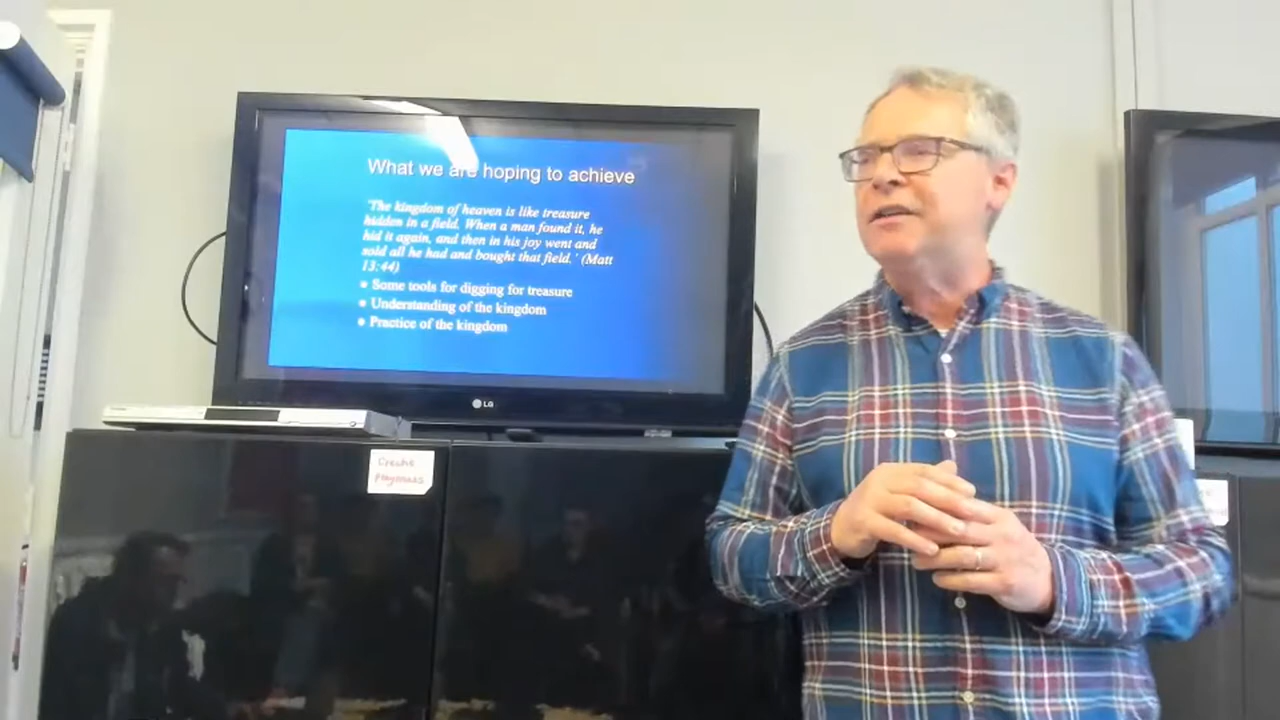 What we are hoping to achieve
'The kingdom of heaven is like treasure
hidden in a field. When a man found it, he
hid it again, and then in his joy went and
sold all he had and bought that field.' (Matt
13:44)
• Some tools for digging for treasure
• Understanding of the kingdom
• Practice of the kingdom
LG
Creche